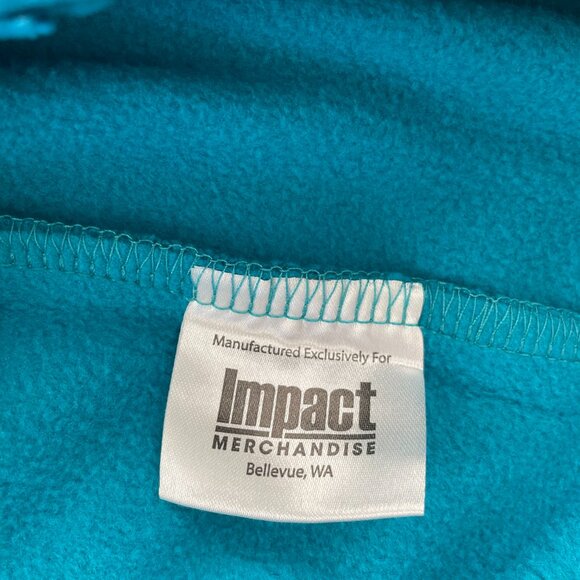 Manufactured Exclusively For
Impact
MERCHANDISE
Bellevue, WA